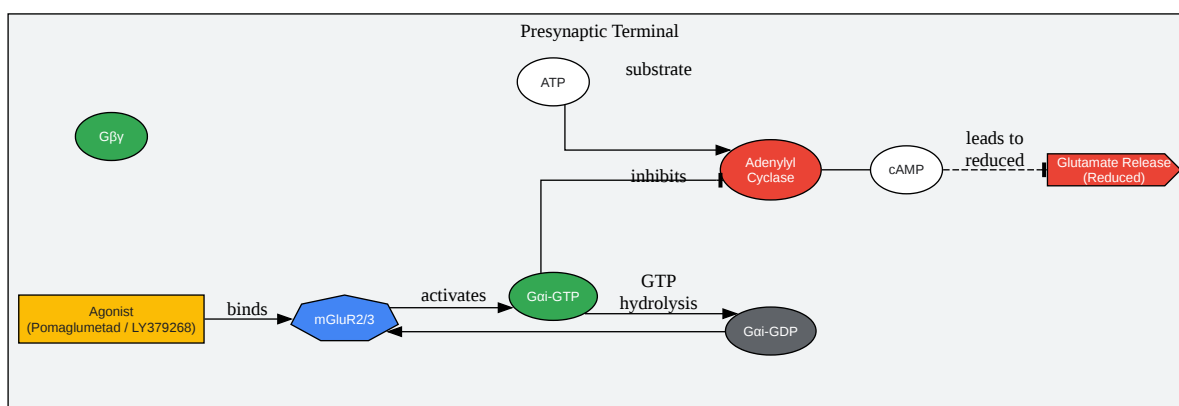 Presynaptic Terminal
ATP
substrate
Gβγ
Adenylyl
Cyclase
cAMP
leads to
reduced
Glutamate Release
(Reduced)
inhibits
Agonist
(Pomaglumetad / LY379268)
binds
mGluR2/3
activates
Gαi-GTP
GTP
hydrolysis
Gαi-GDP